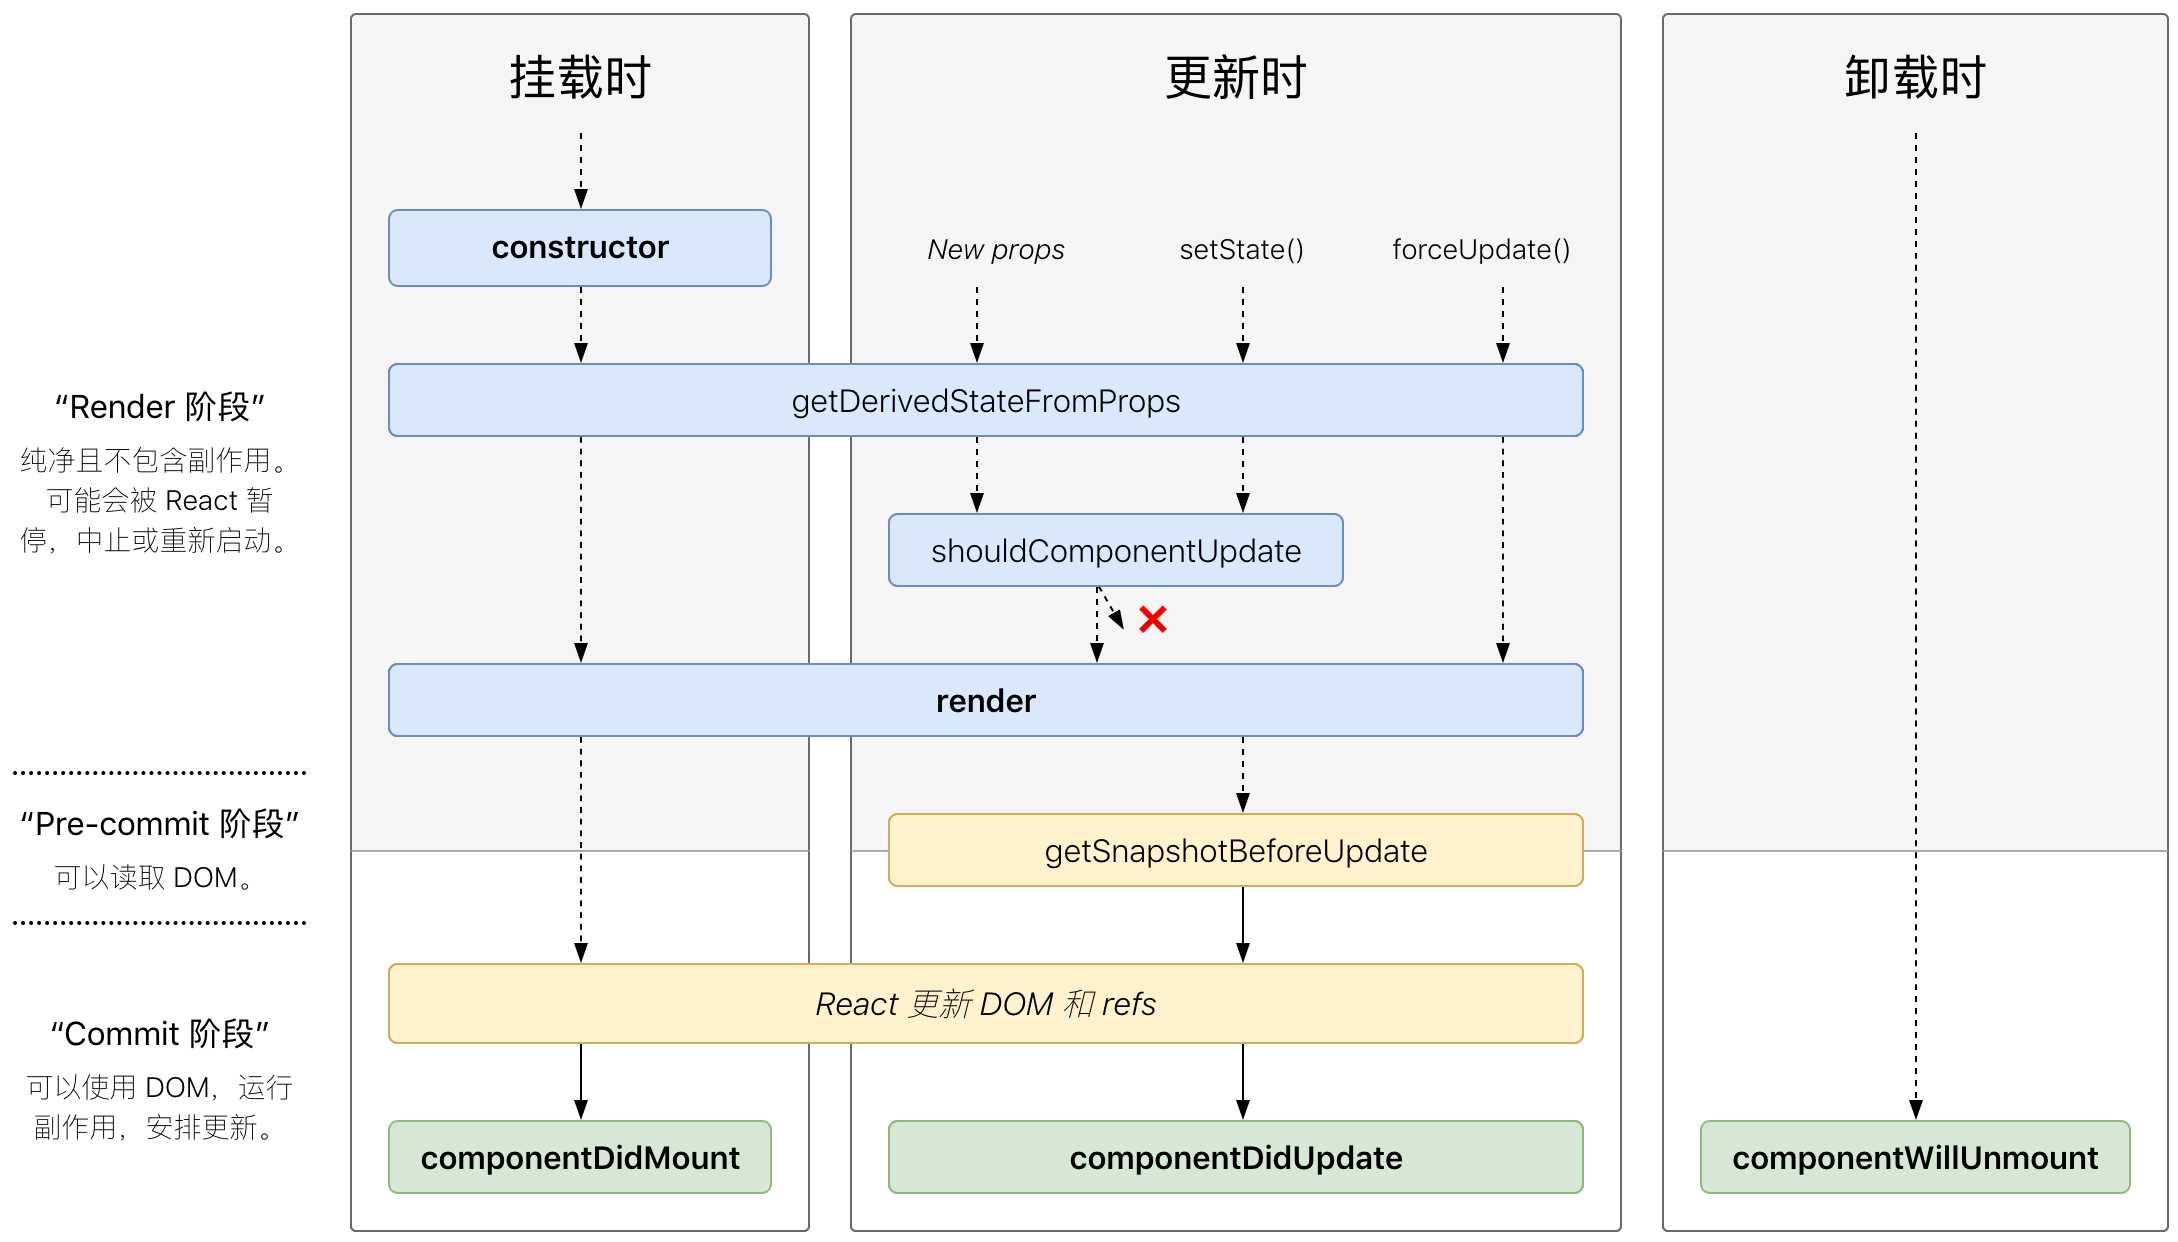 挂载时
更新时
卸载时
constructor
New props
setState()
forceUpdate()
getDerivedStateFromProps
“Render 阶段”
纯净且不包含副作用。
可能会被 React 暂
停，中止或重新启动。
shouldComponentUpdate
render
“Pre-commit 阶段”
可以读取 DOM。
getSnapshotBeforeUpdate
React 更新 DOM 和 refs
“Commit 阶段”
可以使用 DOM，运行
副作用，安排更新。
componentDidMount
componentDidUpdate
componentWillUnmount